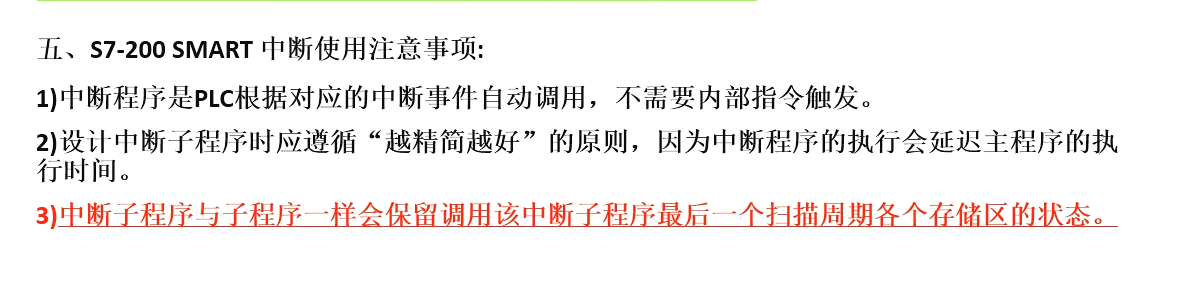 五、S7-200 SMART 中断使用注意事项:
1)中断程序是PLC根据对应的中断事件自动调用，不需要内部指令触发。
2)设计中断子程序时应遵循“越精简越好”的原则，因为中断程序的执行会延迟主程序的执
行时间。
3)中断子程序与子程序一样会保留调用该中断子程序最后一个扫描周期各个存储区的状态。